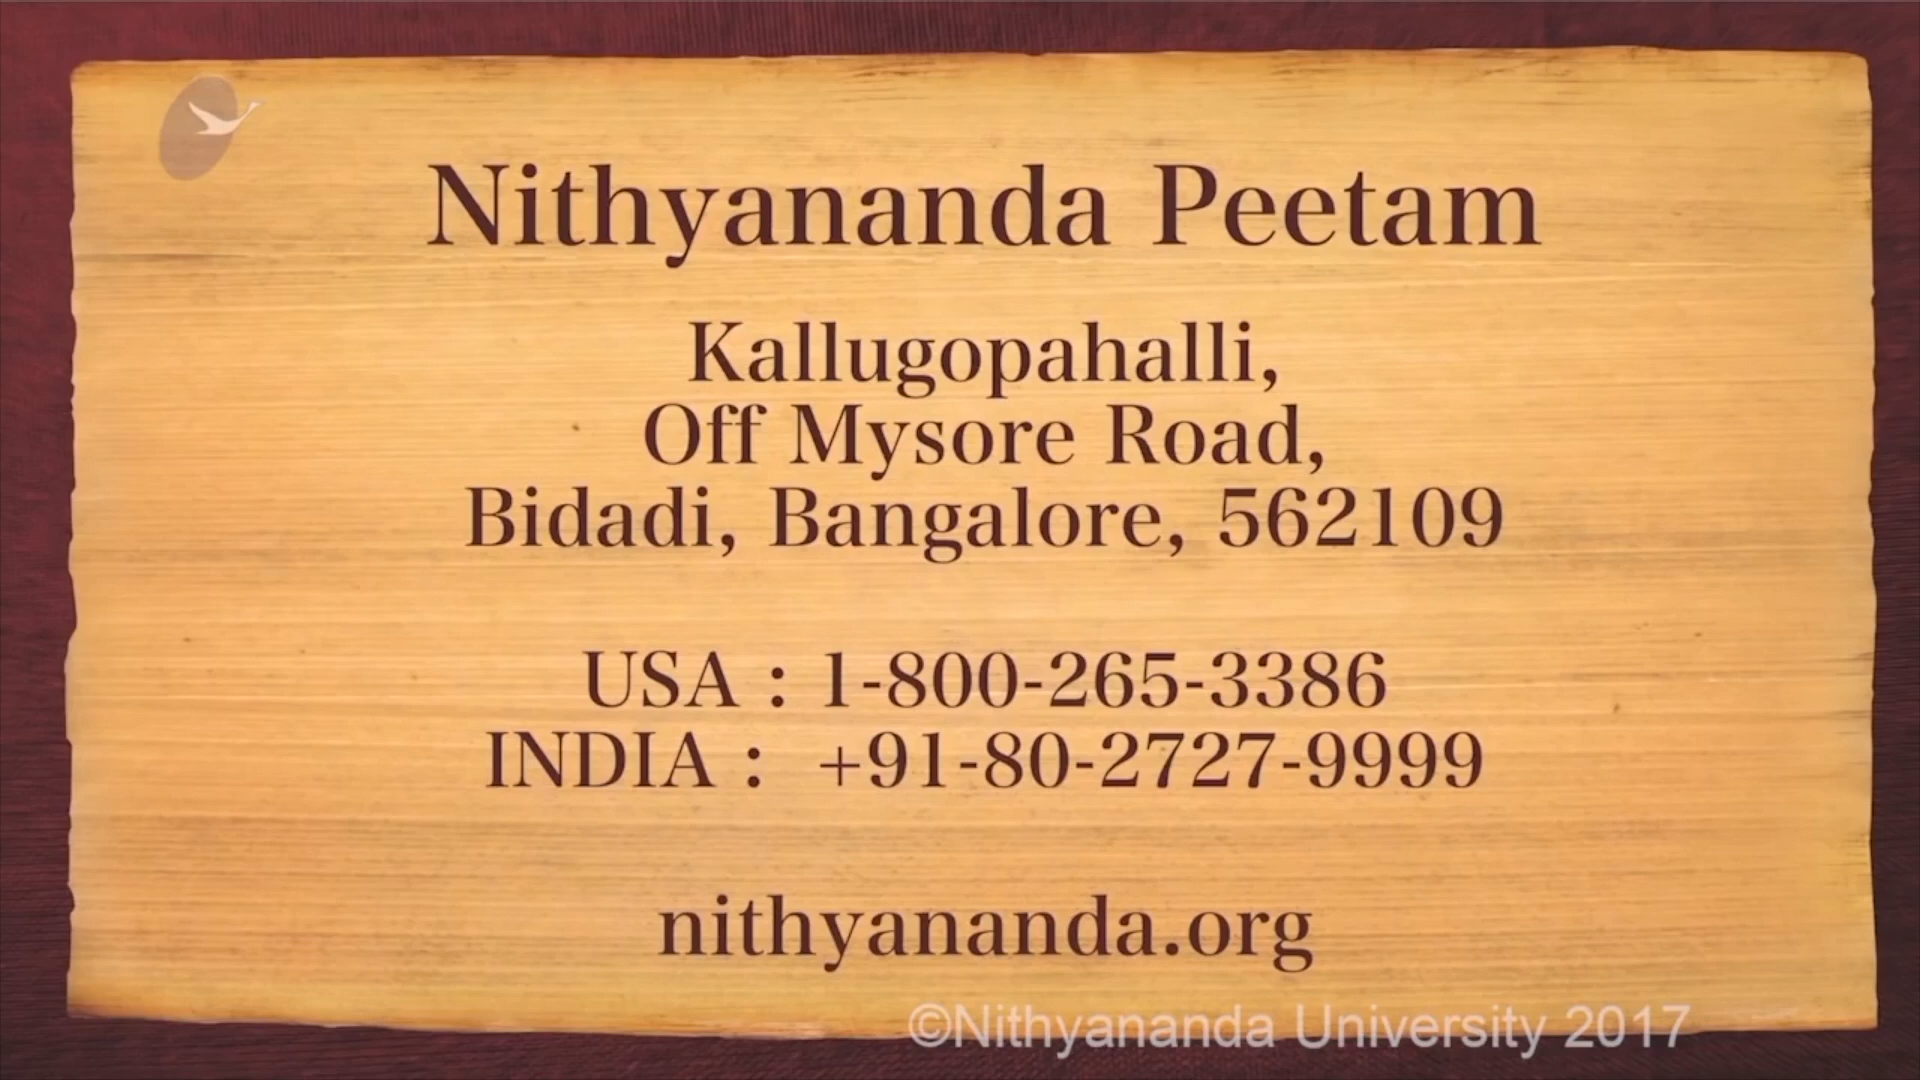 Nithyananda Peetam
Kallugopahalli,
Off Mysore Road,
Bidadi, Bangalore, 562109
USA : 1-800-265-3386
INDIA : +91-80-2727-9999
nithyananda.org
©Nithyananda University 2017